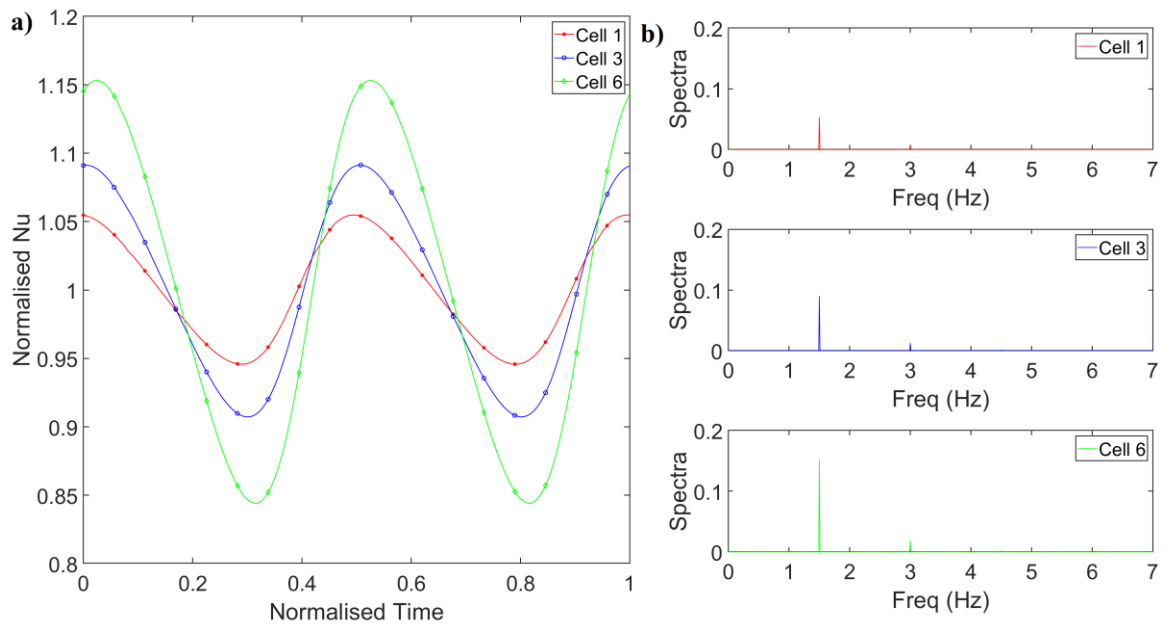 a)
1.2
1.15
1.1
1.05
1
0.95
0.9
0.85
0.8
Normalised Nu
0 0.2 0.4 0.6 0.8 1
Normalised Time
Cell 1
Cell 3
Cell 6
b)
0.2
0.1
0
Spectra
Cell 1
0 1 2 3 4 5 6 7
Freq (Hz)
0.2
0.1
0
Spectra
Cell 3
0 1 2 3 4 5 6 7
Freq (Hz)
0.2
0.1
0
Spectra
Cell 6
0 1 2 3 4 5 6 7
Freq (Hz)